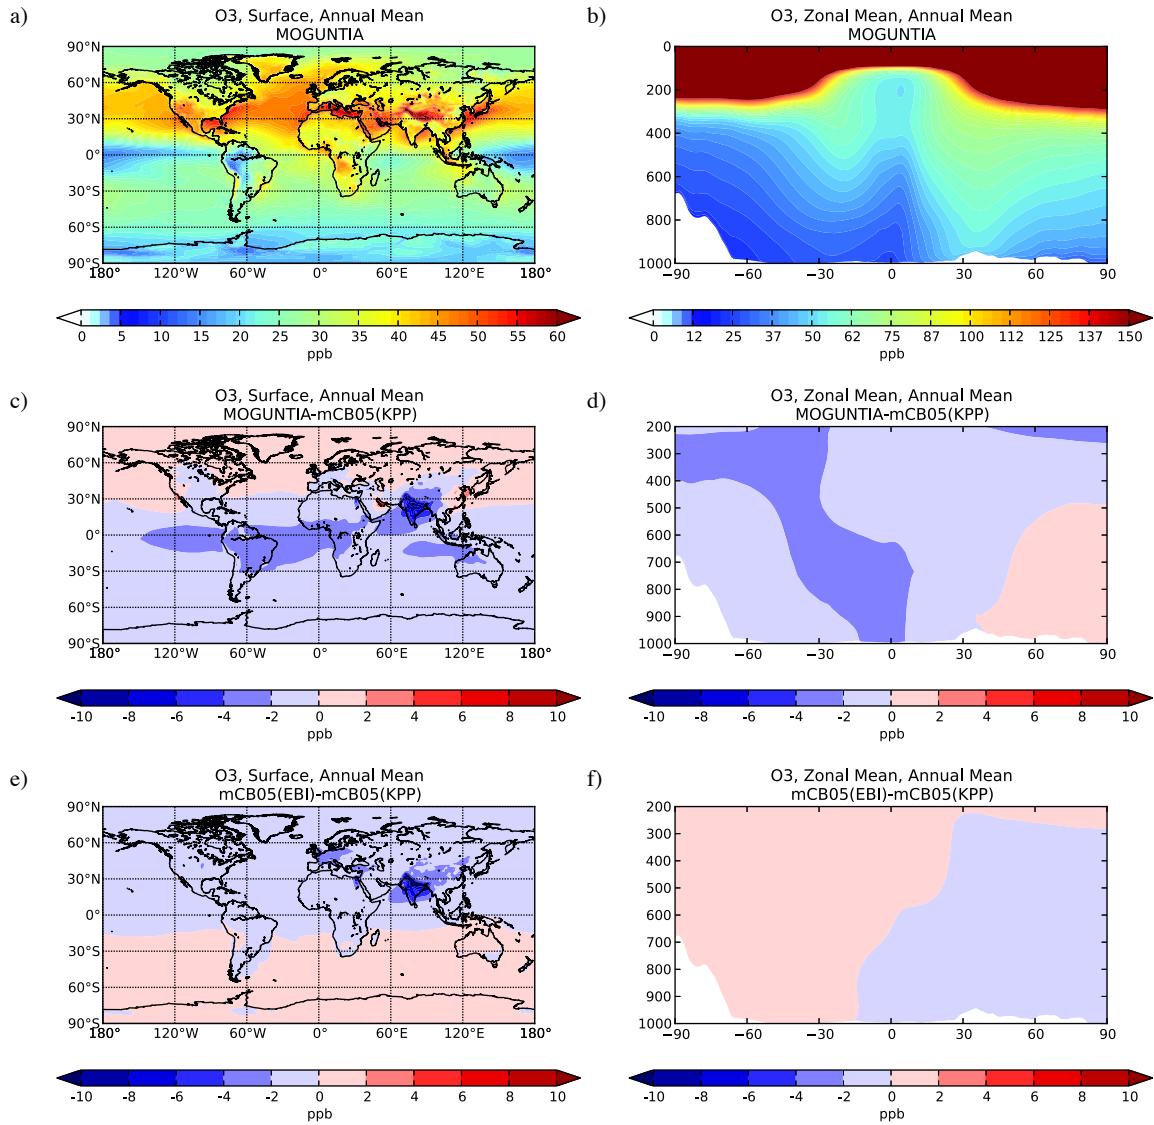 a)
O3, Surface, Annual Mean
MOGUNTIA
90°N
60°N
30°N
0°
30°S
60°S
90°S
180° 120°W 60°W 0° 60°E 120°E 180°
0 5 10 15 20 25 30 35 40 45 50 55 60
ppb
b)
O3, Zonal Mean, Annual Mean
MOGUNTIA
0
200
400
600
800
1000
−90 −60 −30 0 30 60 90
0 12 25 37 50 62 75 87 100 112 125 137 150
ppb
c)
O3, Surface, Annual Mean
MOGUNTIA-mCB05(KPP)
90°N
60°N
30°N
0°
30°S
60°S
90°S
180° 120°W 60°W 0° 60°E 120°E 180°
-10 -8 -6 -4 -2 0 2 4 6 8 10
ppb
d)
O3, Zonal Mean, Annual Mean
MOGUNTIA-mCB05(KPP)
200
300
400
500
600
700
800
900
1000
−90 −60 −30 0 30 60 90
-10 -8 -6 -4 -2 0 2 4 6 8 10
ppb
e)
O3, Surface, Annual Mean
mCB05(EBI)-mCB05(KPP)
90°N
60°N
30°N
0°
30°S
60°S
90°S
180° 120°W 60°W 0° 60°E 120°E 180°
-10 -8 -6 -4 -2 0 2 4 6 8 10
ppb
f)
O3, Zonal Mean, Annual Mean
mCB05(EBI)-mCB05(KPP)
200
300
400
500
600
700
800
900
1000
−90 −60 −30 0 30 60 90
-10 -8 -6 -4 -2 0 2 4 6 8 10
ppb